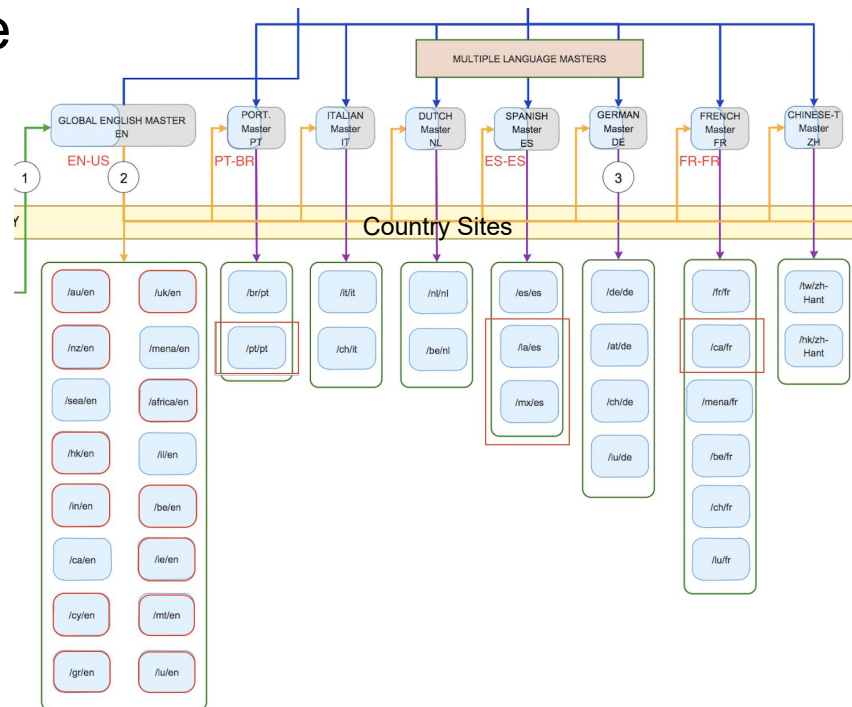 e
MULTIPLE LANGUAGE MASTERS
GLOBAL ENGLISH MASTER
EN
PORT.
Master
PT
ITALIAN
Master
IT
DUTCH
Master
NL
SPANISH
Master
ES
GERMAN
Master
DE
FRENCH
Master
FR
CHINESE-T
Master
ZH
EN-US
PT-BR
ES-ES
FR-FR
1
2
3
Y
Country Sites
/au/en
/uk/en
/nz/en
/mena/en
/sea/en
/africa/en
/hk/en
/il/en
/in/en
/be/en
/ca/en
/ie/en
/cy/en
/mt/en
/gr/en
/lu/en
/br/pt
/pt/pt
/it/it
/ch/it
/nl/nl
/be/nl
/es/es
/la/es
/mx/es
/de/de
/at/de
/ch/de
/lu/de
/fr/fr
/ca/fr
/mena/fr
/be/fr
/ch/fr
/lu/fr
/tw/zh-
Hant
/hk/zh-
Hant